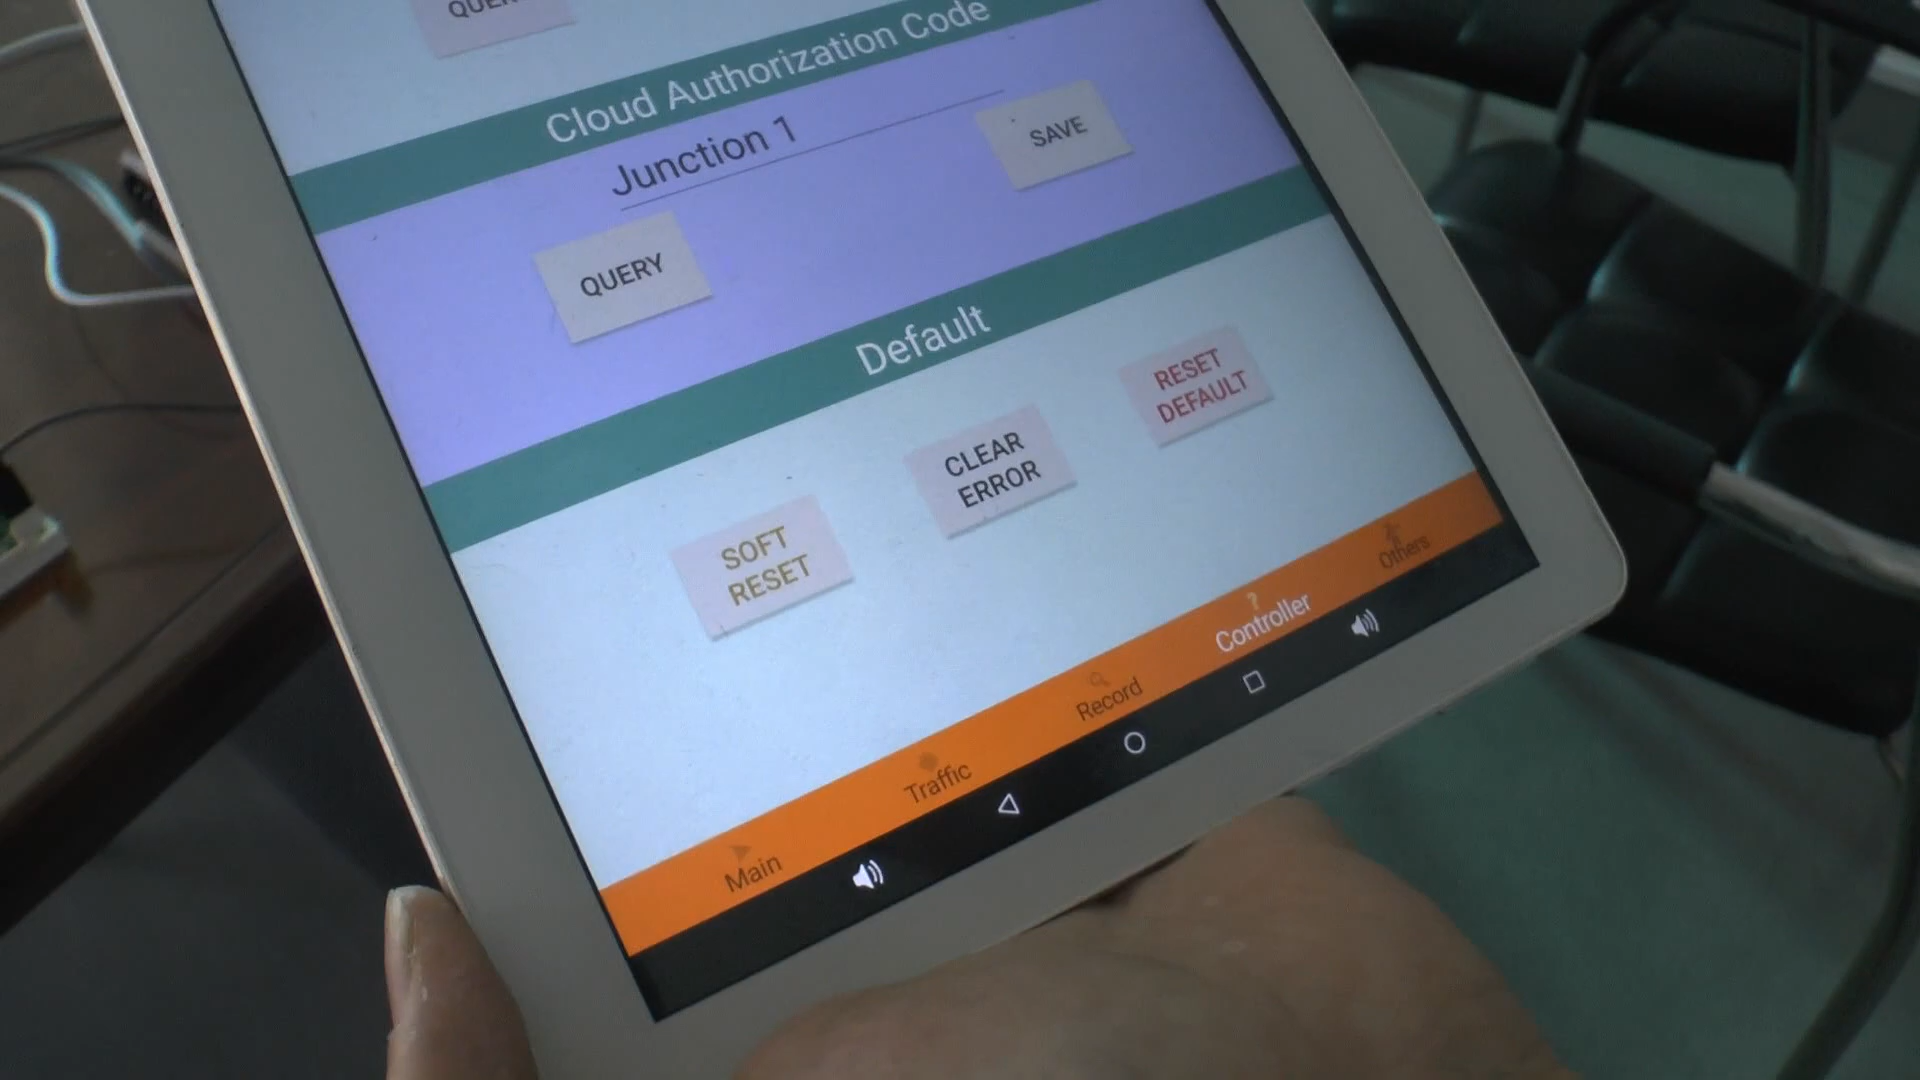 Cloud Authorization Code
Junction 1
SAVE
QUERY
Default
SOFT
RESET
CLEAR
ERROR
RESET
DEFAULT
Main
Traffic
Record
Controller
Others